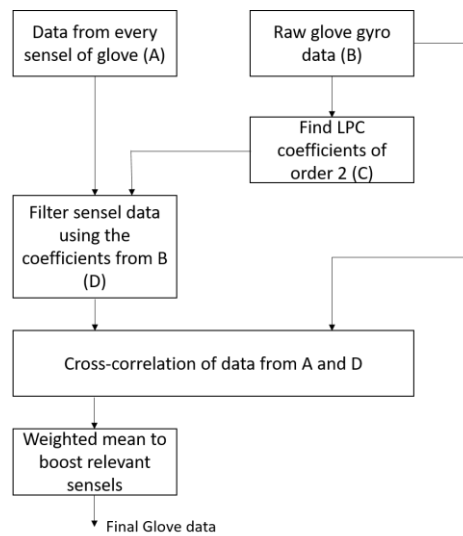 Data from every
sensel of glove (A)
Raw glove gyro
data (B)
Find LPC
coefficients of
order 2 (C)
Filter sensel data
using the
coefficients from B
(D)
Cross-correlation of data from A and D
Weighted mean to
boost relevant
sensels
Final Glove data